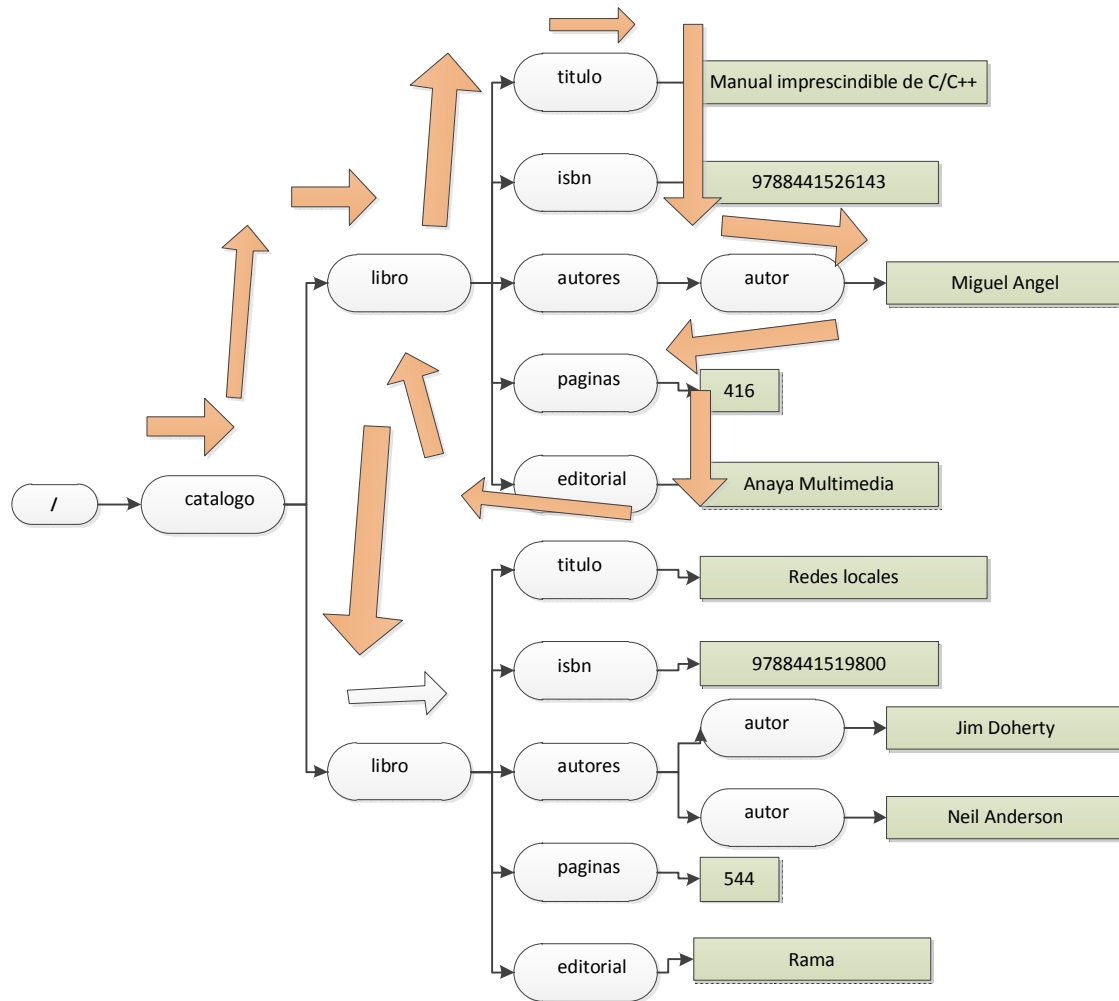 titulo
Manual imprescindible de C/C++
isbn
9788441526143
libro
autores
autor
Miguel Angel
paginas
416
editorial
Anaya Multimedia
/
catalogo
titulo
Redes locales
isbn
9788441519800
autor
Jim Doherty
libro
autores
autor
Neil Anderson
paginas
544
editorial
Rama